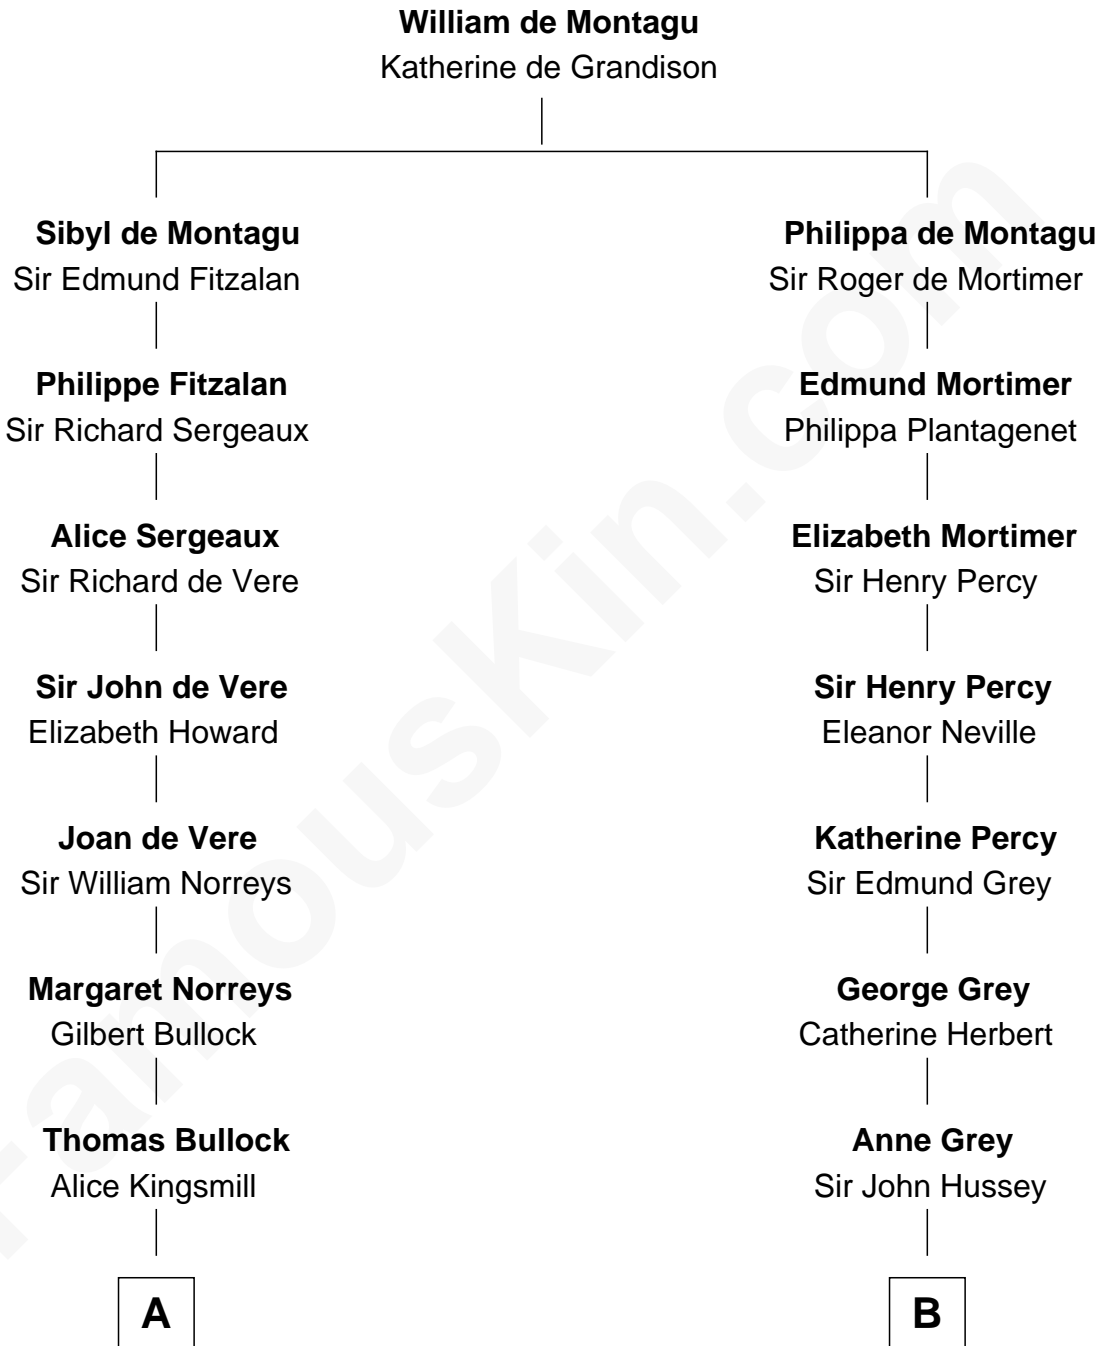 William de Montagu
Katherine de Grandison
Sibyl de Montagu
Sir Edmund Fitzalan
Philippa de Montagu
Sir Roger de Mortimer
Philippe Fitzalan
Sir Richard Sergeaux
Edmund Mortimer
Philippa Plantagenet
Alice Sergeaux
Sir Richard de Vere
Elizabeth Mortimer
Sir Henry Percy
Sir John de Vere
Elizabeth Howard
Sir Henry Percy
Eleanor Neville
Joan de Vere
Sir William Norreys
Katherine Percy
Sir Edmund Grey
Margaret Norreys
Gilbert Bullock
George Grey
Catherine Herbert
Thomas Bullock
Alice Kingsmill
Anne Grey
Sir John Hussey
A
B
FamousKin.com